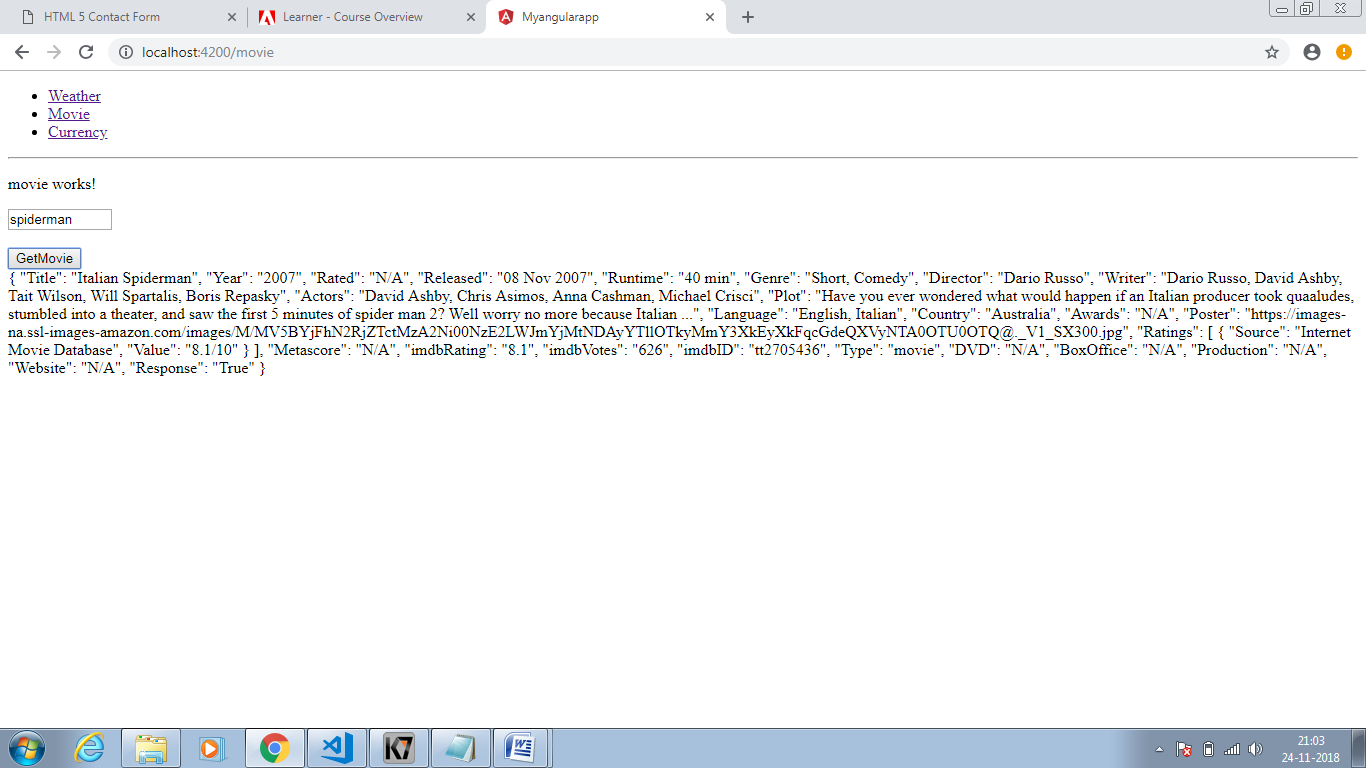 HTML 5 Contact Form
Learner - Course Overview
Myangularapp
localhost:4200/movie
Weather
Movie
Currency
movie works!
spiderman
GetMovie
{ "Title": "Italian Spiderman", "Year": "2007", "Rated": "N/A", "Released": "08 Nov 2007", "Runtime": "40 min", "Genre": "Short, Comedy", "Director": "Dario Russo", "Writer": "Dario Russo, David Ashby,
Tait Wilson, Will Spartalis, Boris Repasky", "Actors": "David Ashby, Chris Asimos, Anna Cashman, Michael Crisci", "Plot": "Have you ever wondered what would happen if an Italian producer took quaaludes,
stumbled into a theater, and saw the first 5 minutes of spider man 2? Well worry no more because Italian ...", "Language": "English, Italian", "Country": "Australia", "Awards": "N/A", "Poster": "https://images-
na.ssl-images-amazon.com/images/M/MV5BYjFhN2RjZTctMzA2Ni00NzE2LWJmYjMtNDAyYTllOTkyMmY3XkEyXkFqcGdeQXVyNTA0OTU0OTQ@._V1_SX300.jpg", "Ratings": [ { "Source": "Internet
Movie Database", "Value": "8.1/10" } ], "Metascore": "N/A", "imdbRating": "8.1", "imdbVotes": "626", "imdbID": "tt2705436", "Type": "movie", "DVD": "N/A", "BoxOffice": "N/A", "Production": "N/A",
"Website": "N/A", "Response": "True" }
K7
21:03
24-11-2018